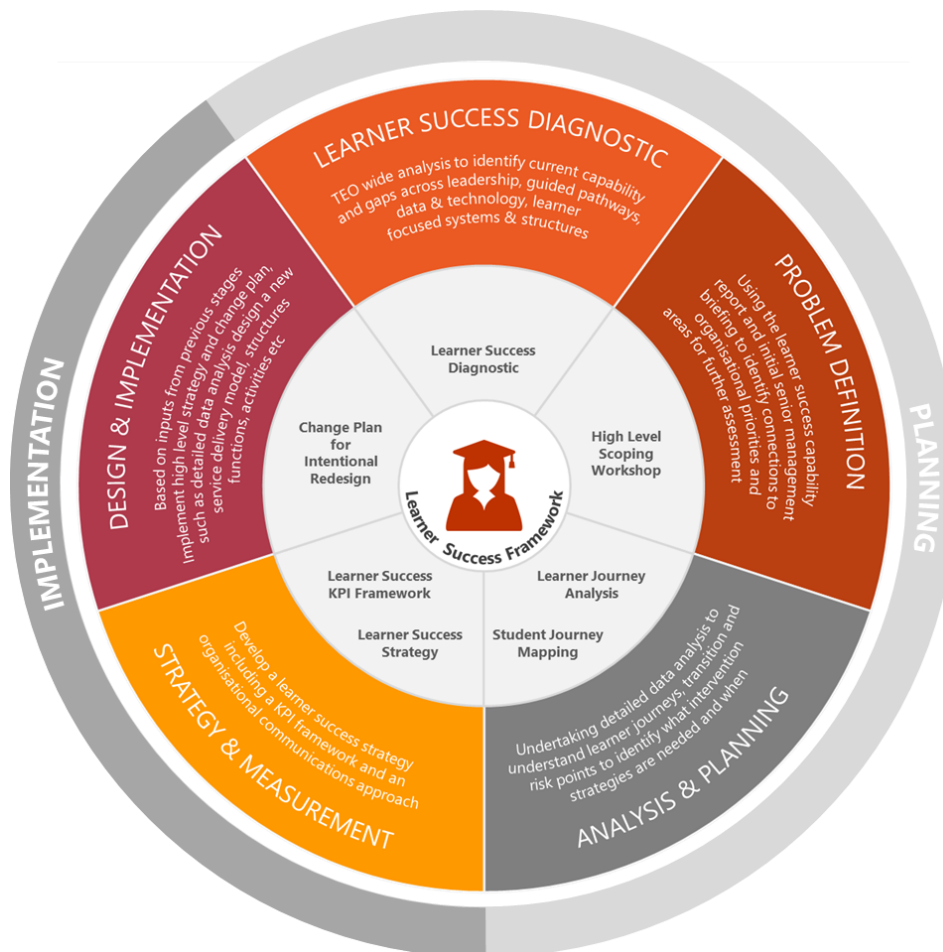 LEARNER SUCCESS DIAGNOSTIC
TEO wide analysis to identify current capability
and gaps across leadership, guided pathways,
data & technology, learner
focused systems & structures
PROBLEM DEFINITION
Using the learner success capability
report and initial senior management
briefing to identify connections to
organisational priorities and
areas for further assessment
PLANNING
ANALYSIS & PLANNING
Undertaking detailed data analysis to
understand learner journeys, transition and
risk points to identify what intervention
strategies are needed and when
STRATEGY & MEASUREMENT
Develop a learner success strategy
including a KPI framework and an
organisational communications approach
IMPLEMENTATION
DESIGN & IMPLEMENTATION
Based on inputs from previous stages
Implement high level strategy and change plan,
such as detailed data analysis design a new
service delivery model, structures
functions, activities etc
Learner Success
Diagnostic
High Level
Scoping
Workshop
Learner Journey
Analysis
Student Journey
Mapping
Learner Success
KPI Framework
Learner Success
Strategy
Change Plan
for
Intentional
Redesign
Learner Success Framework